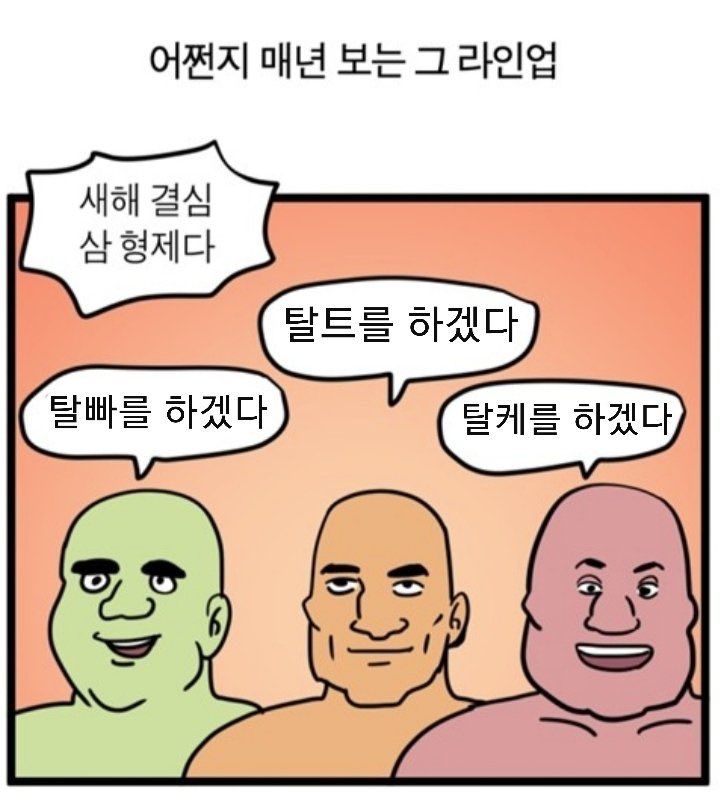 어쩐지 매년 보는 그 라인업
새해 결심
삼 형제다
탈트를 하겠다
탈빠를 하겠다
탈케를 하겠다